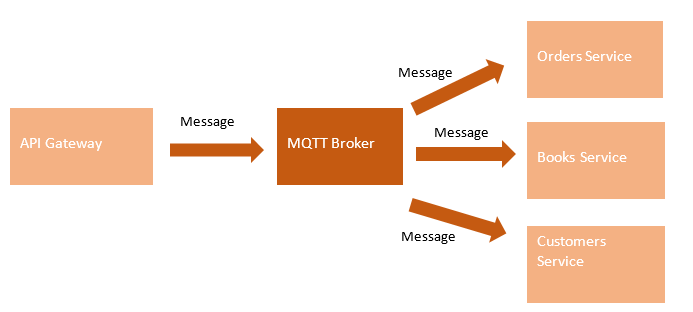 API Gateway
Message
MQTT Broker
Message
Orders Service
Message
Books Service
Message
Customers
Service